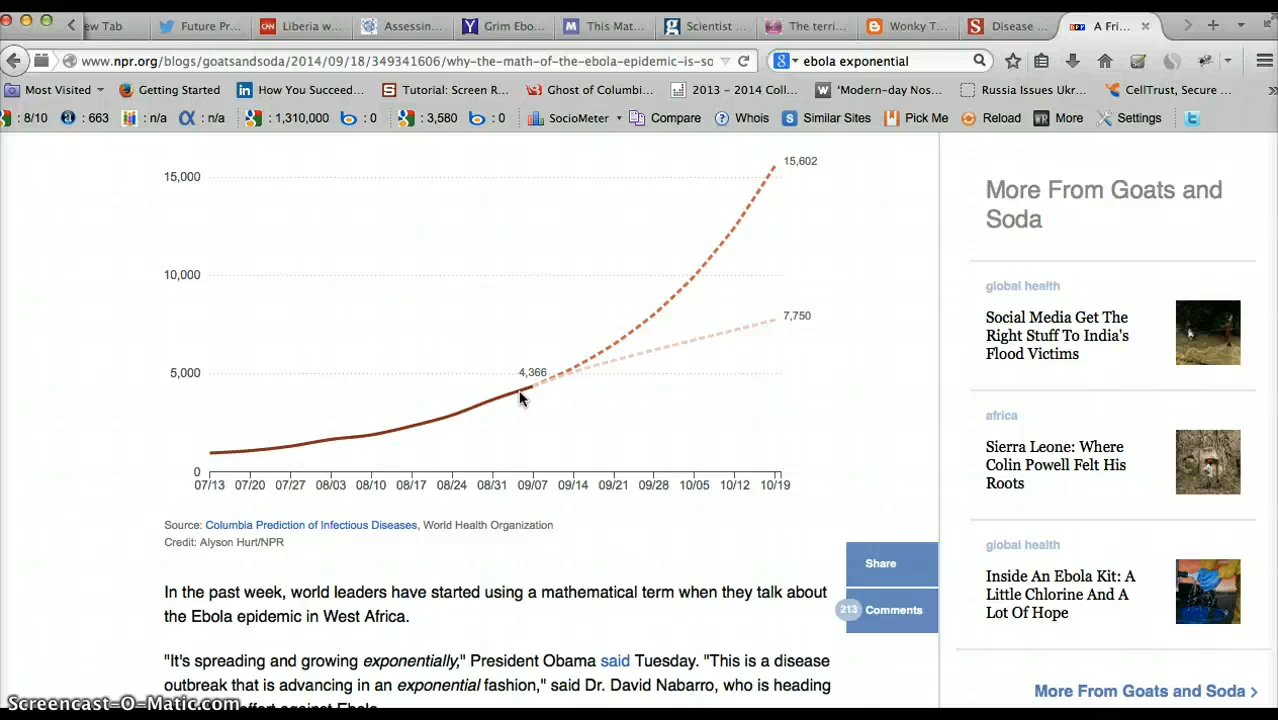 ew Tab
Future Pr...
CNN Liberia w...
Assessin...
Y Grim Ebo...
M This Mat...
g Scientist ...
The terri...
Wonky T...
S Disease ...
npr A Fri...
www.npr.org/blogs/goatsandsoda/2014/09/18/349341606/why-the-math-of-the-ebola-epidemic-is-so
ebola exponential
Most Visited
Getting Started
in How You Succeed...
Tutorial: Screen R...
Ghost of Columbi...
2013 - 2014 Coll...
W 'Modern-day Nos...
Russia Issues Ukr...
CellTrust, Secure ...
: 8/10
a : 663
: n/a
α : n/a
: 1,310,000
b : 0
: 3,580
b : 0
SocioMeter
Compare
? Whois
S Similar Sites
Pick Me
Reload
WR More
Settings
15,602
15,000
10,000
7,750
5,000
4,366
0
07/13 07/20 07/27 08/03 08/10 08/17 08/24 08/31 09/07 09/14 09/21 09/28 10/05 10/12 10/19
Source: Columbia Prediction of Infectious Diseases, World Health Organization
Credit: Alyson Hurt/NPR
In the past week, world leaders have started using a mathematical term when they talk about
the Ebola epidemic in West Africa.
"It's spreading and growing exponentially," President Obama said Tuesday. "This is a disease
outbreak that is advancing in an exponential fashion," said Dr. David Nabarro, who is heading
effort against Ebola.
Share
213 Comments
More From Goats and
Soda
global health
Social Media Get The
Right Stuff To India's
Flood Victims
africa
Sierra Leone: Where
Colin Powell Felt His
Roots
global health
Inside An Ebola Kit: A
Little Chlorine And A
Lot Of Hope
More From Goats and Soda >
Screencast-O-Matic.com